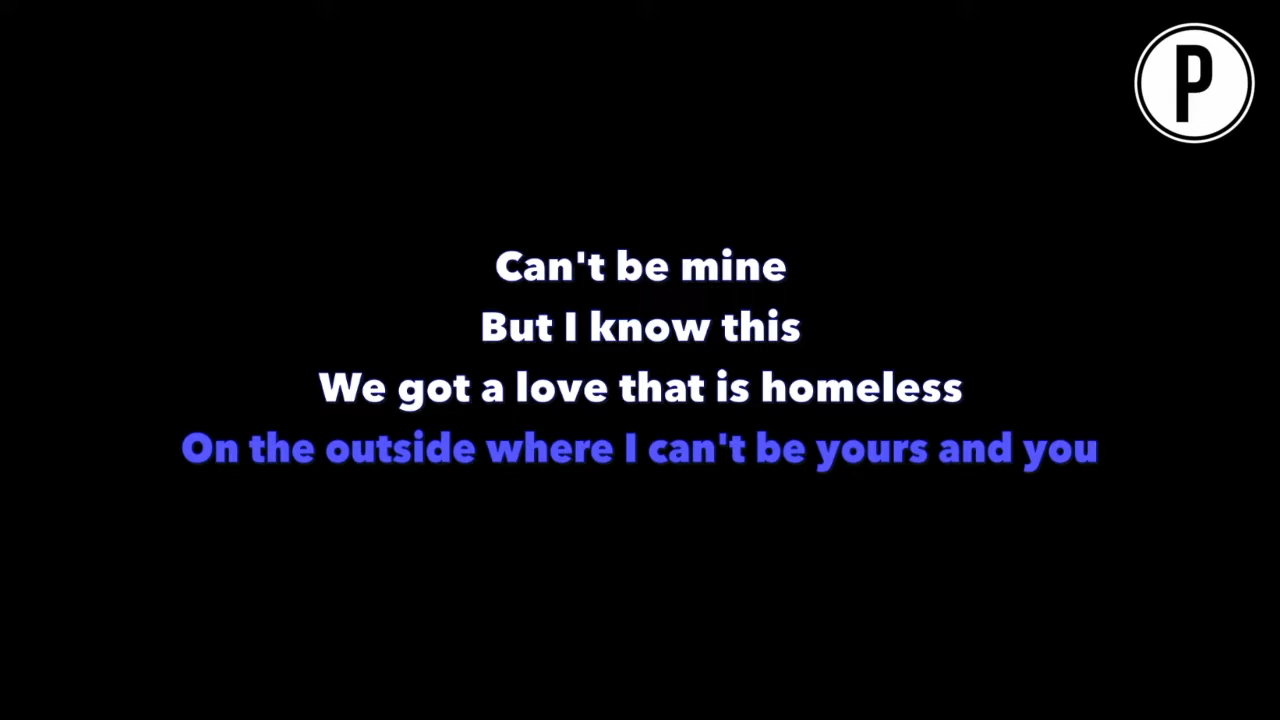 P
Can't be mine
But I know this
We got a love that is homeless
On the outside where I can't be yours and you